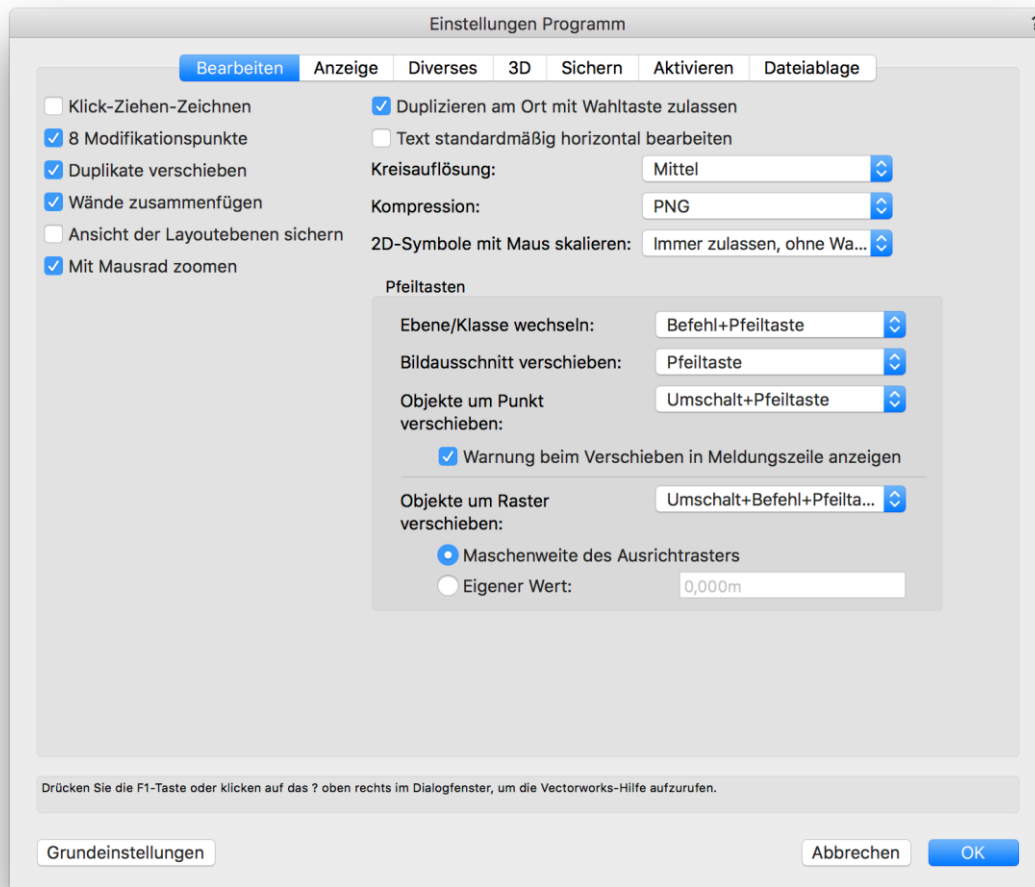 Einstellungen Programm
?
Bearbeiten Anzeige Diverses 3D Sichern Aktivieren Dateiablage
Klick-Ziehen-Zeichnen
8 Modifikationspunkte
Duplikate verschieben
Wände zusammenfügen
Ansicht der Layoutebenen sichern
Mit Mausrad zoomen
Duplizieren am Ort mit Wahltaste zulassen
Text standardmäßig horizontal bearbeiten
Kreisauflösung: Mittel
Kompression: PNG
2D-Symbole mit Maus skalieren: Immer zulassen, ohne Wa...
Pfeiltasten
Ebene/Klasse wechseln: Befehl+Pfeiltaste
Bildausschnitt verschieben: Pfeiltaste
Objekte um Punkt Umschalt+Pfeiltaste
verschieben:
Warnung beim Verschieben in Meldungszeile anzeigen
Objekte um Raster Umschalt+Befehl+Pfeilta...
verschieben:
Maschenweite des Ausrichtrasters
Eigener Wert: 0,000m
Drücken Sie die F1-Taste oder klicken auf das ? oben rechts im Dialogfenster, um die Vectorworks-Hilfe aufzurufen.
Grundeinstellungen Abbrechen OK